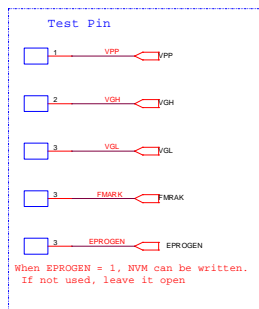 Test Pin
1 VPP VPP
2 VGH VGH
3 VGL VGL
3 FMARK FMRAK
3 EPROGEN EPROGEN
When EPROGEN = 1, NVM can be written.
If not used, leave it open